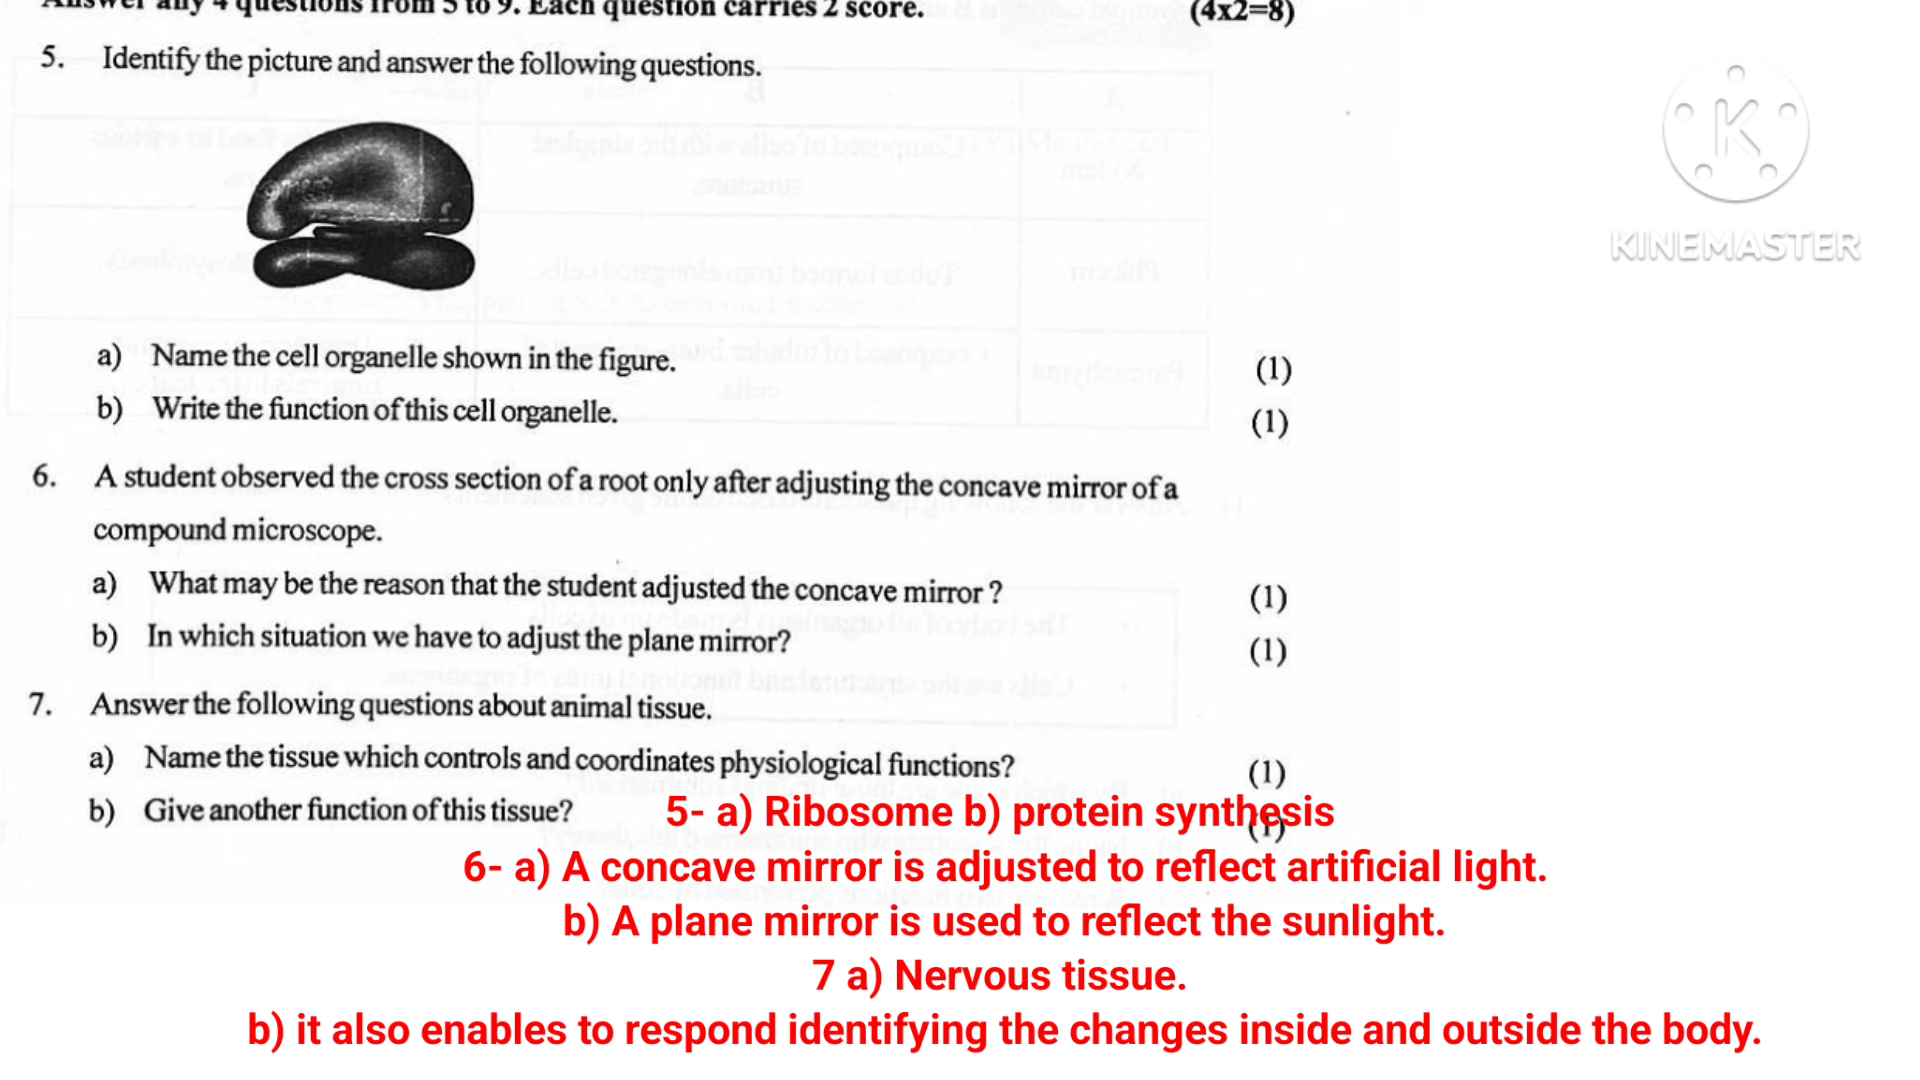 Answer any 4 questions from 5 to 9. Each question carries 2 score. (4x2=8)
5. Identify the picture and answer the following questions.
a) Name the cell organelle shown in the figure. (1)
b) Write the function of this cell organelle. (1)
6. A student observed the cross section of a root only after adjusting the concave mirror of a
compound microscope.
a) What may be the reason that the student adjusted the concave mirror ? (1)
b) In which situation we have to adjust the plane mirror? (1)
7. Answer the following questions about animal tissue.
a) Name the tissue which controls and coordinates physiological functions? (1)
b) Give another function of this tissue? (1)
5- a) Ribosome b) protein synthesis
6- a) A concave mirror is adjusted to reflect artificial light.
b) A plane mirror is used to reflect the sunlight.
7 a) Nervous tissue.
b) it also enables to respond identifying the changes inside and outside the body.
K
KINEMASTER